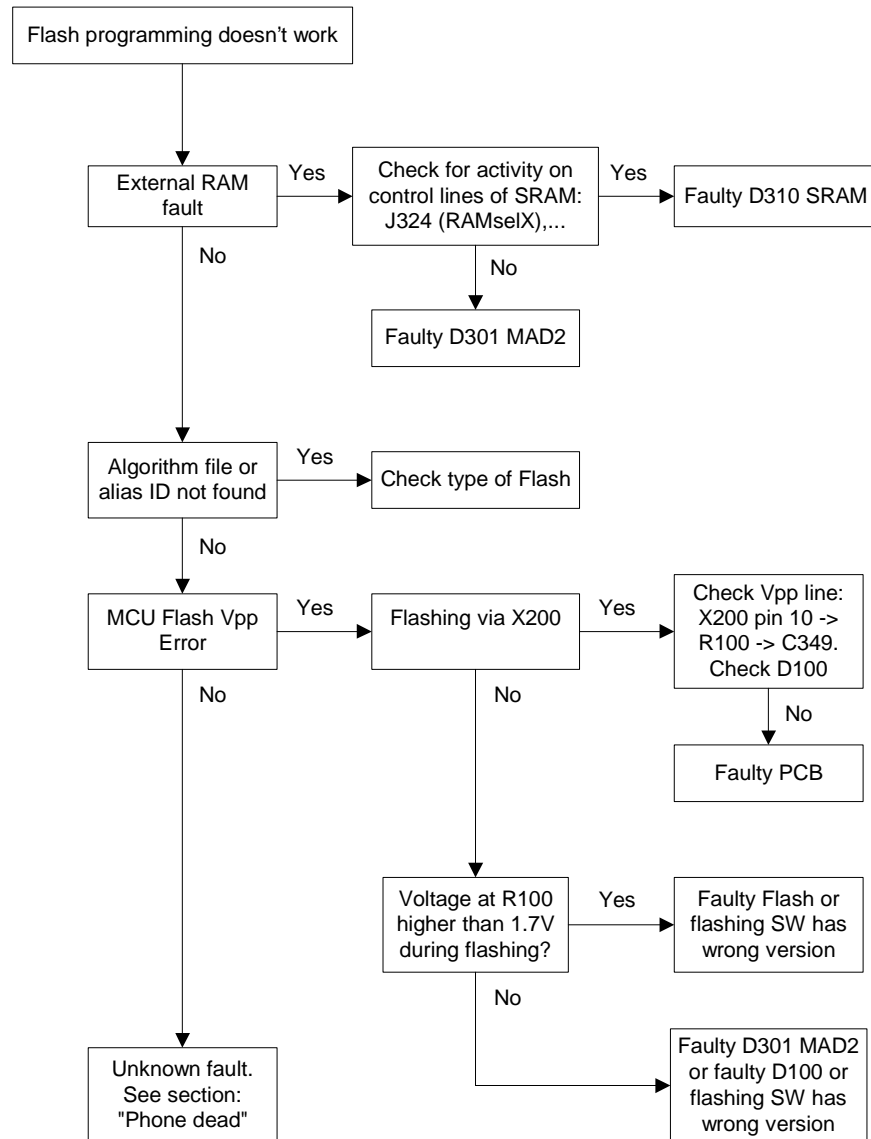 Flash programming doesn't work
External RAM
fault
Yes
Check for activity on
control lines of SRAM:
J324 (RAMselX),...
Yes
Faulty D310 SRAM
No
No
Faulty D301 MAD2
Algorithm file or
alias ID not found
Yes
Check type of Flash
No
MCU Flash Vpp
Error
Yes
Flashing via X200
Yes
Check Vpp line:
X200 pin 10 ->
R100 -> C349.
Check D100
No
No
No
Faulty PCB
Voltage at R100
higher than 1.7V
during flashing?
Yes
Faulty Flash or
flashing SW has
wrong version
No
Unknown fault.
See section:
"Phone dead"
Faulty D301 MAD2
or faulty D100 or
flashing SW has
wrong version